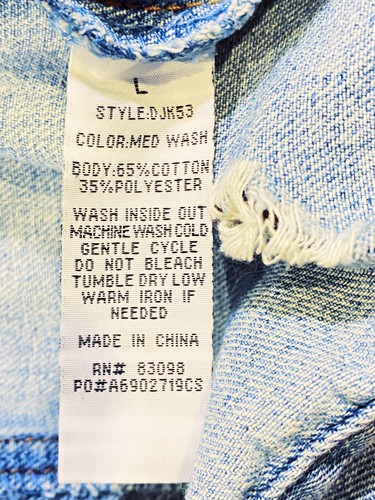 L
STYLE:DJK53
COLOR:MED WASH
BODY:65%COTTON
35%POLYESTER
WASH INSIDE OUT
MACHINE WASH COLD
GENTLE CYCLE
DO NOT BLEACH
TUMBLE DRY LOW
WARM IRON IF
NEEDED
MADE IN CHINA
RN# 83098
PO#A6902719CS